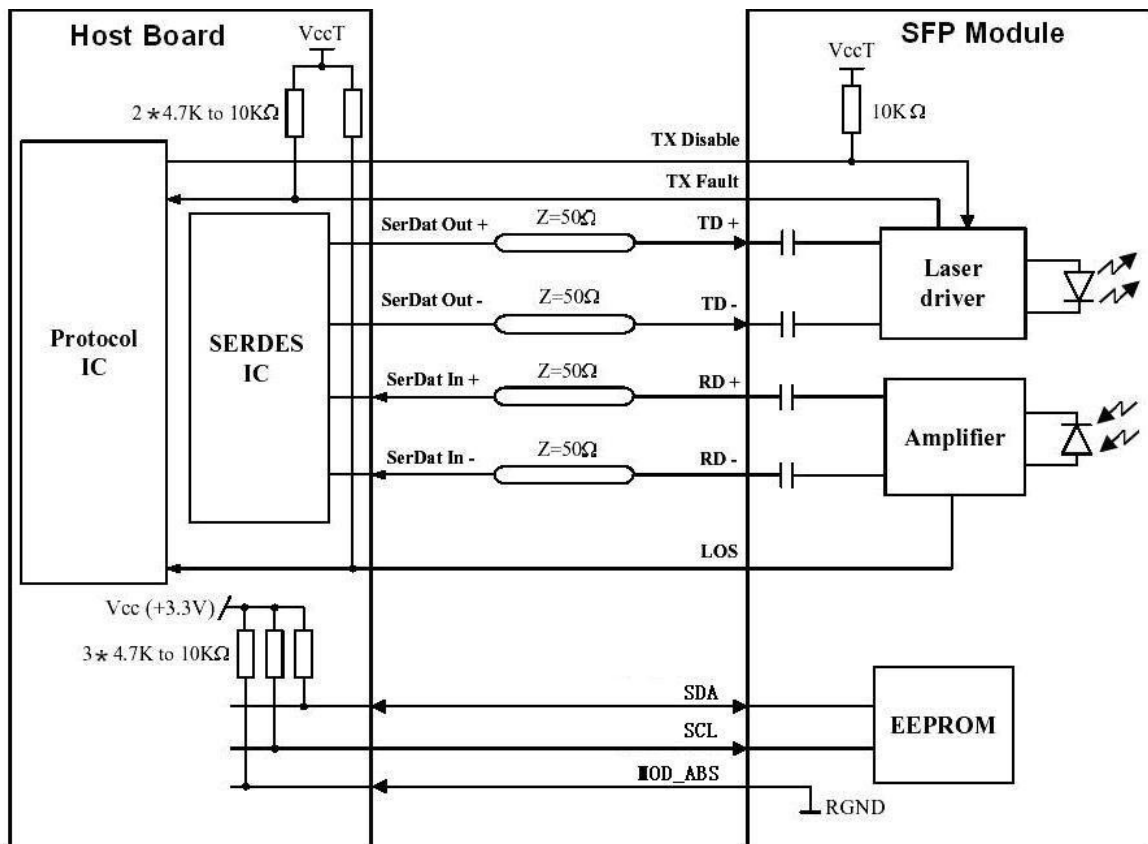 Host Board
SFP Module
VccT
VccT
2*4.7K to 10KΩ
10KΩ
TX Disable
TX Fault
SerDat Out +
Z=50Ω
TD +
Laser
driver
SerDat Out -
Z=50Ω
TD -
Protocol
IC
SERDES
IC
SerDat In +
Z=50Ω
RD +
Amplifier
SerDat In -
Z=50Ω
RD -
LOS
Vcc (+3.3V)
3*4.7K to 10KΩ
SDA
SCL
EEPROM
MOD_ABS
RGND